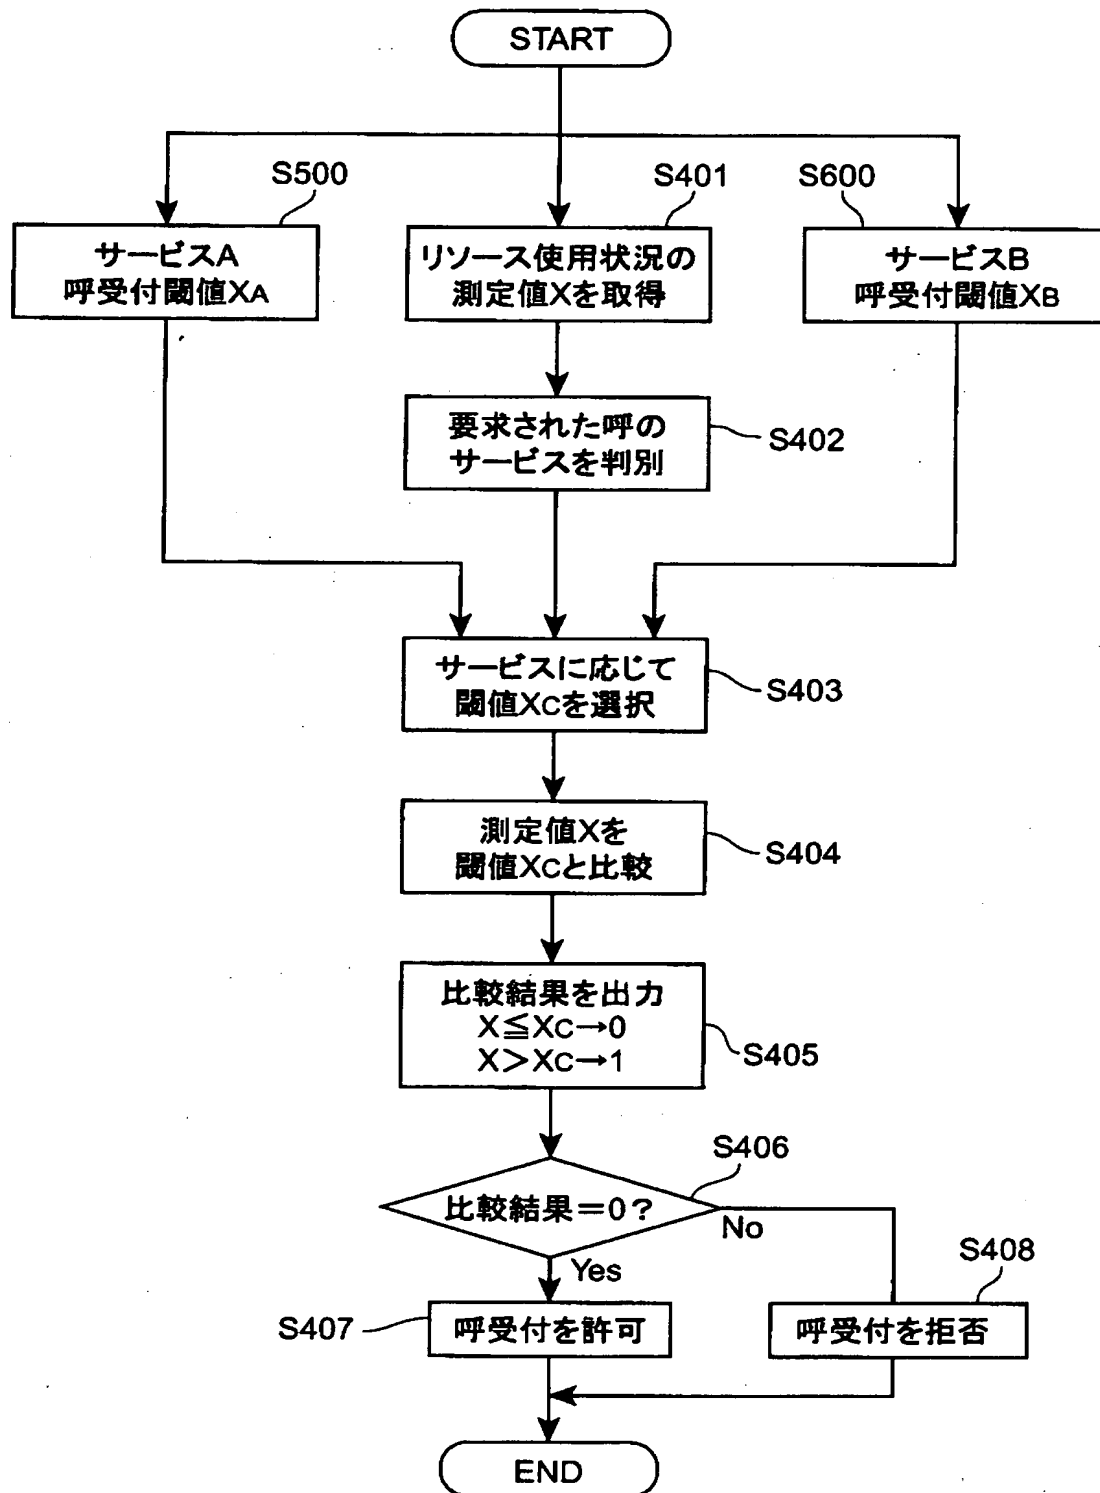 START
S500
S401
S600
サービスA
呼受付閾値XA
リソース使用状況の
測定値Xを取得
サービスB
呼受付閾値XB
要求された呼の
サービスを判別
S402
サービスに応じて
閾値XCを選択
S403
測定値Xを
閾値XCと比較
S404
比較結果を出力
X≦XC→0
X>XC→1
S405
S406
比較結果=0?
No
Yes
S408
S407
呼受付を許可
呼受付を拒否
END